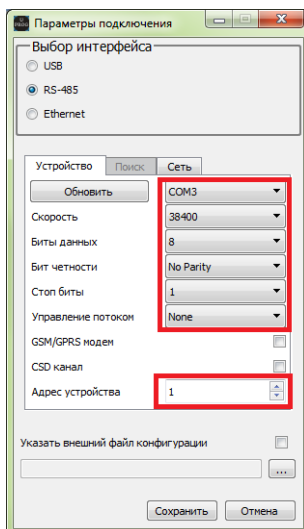 Параметры подключения
Выбор интерфейса
USB
RS-485
Ethernet
Устройство Поиск Сеть
Обновить COM3
Скорость 38400
Биты данных 8
Бит четности No Parity
Стоп биты 1
Управление потоком None
GSM/GPRS модем
CSD канал
Адрес устройства 1
Указать внешний файл конфигурации
...
Сохранить Отмена